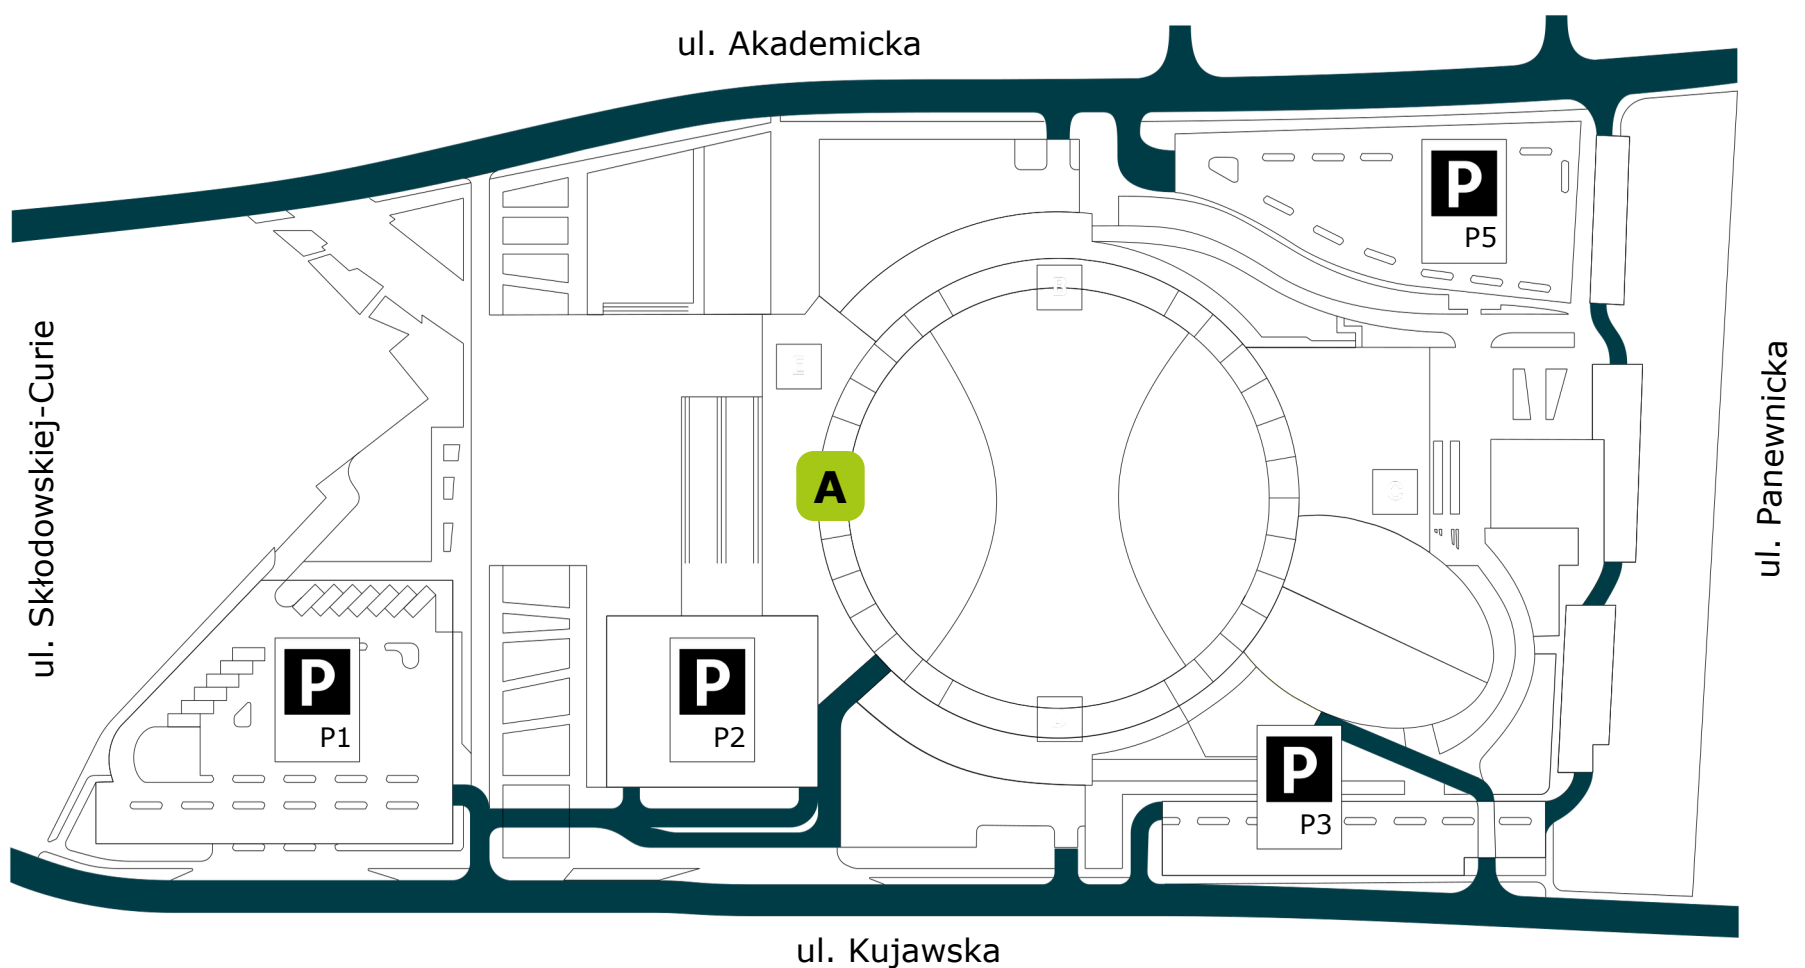 ul. Akademicka
P
P5
B
ul. Skłodowskiej-Curie
ul. Panewnicka
E
A
C
P
P1
P
P2
P
P3
ul. Kujawska